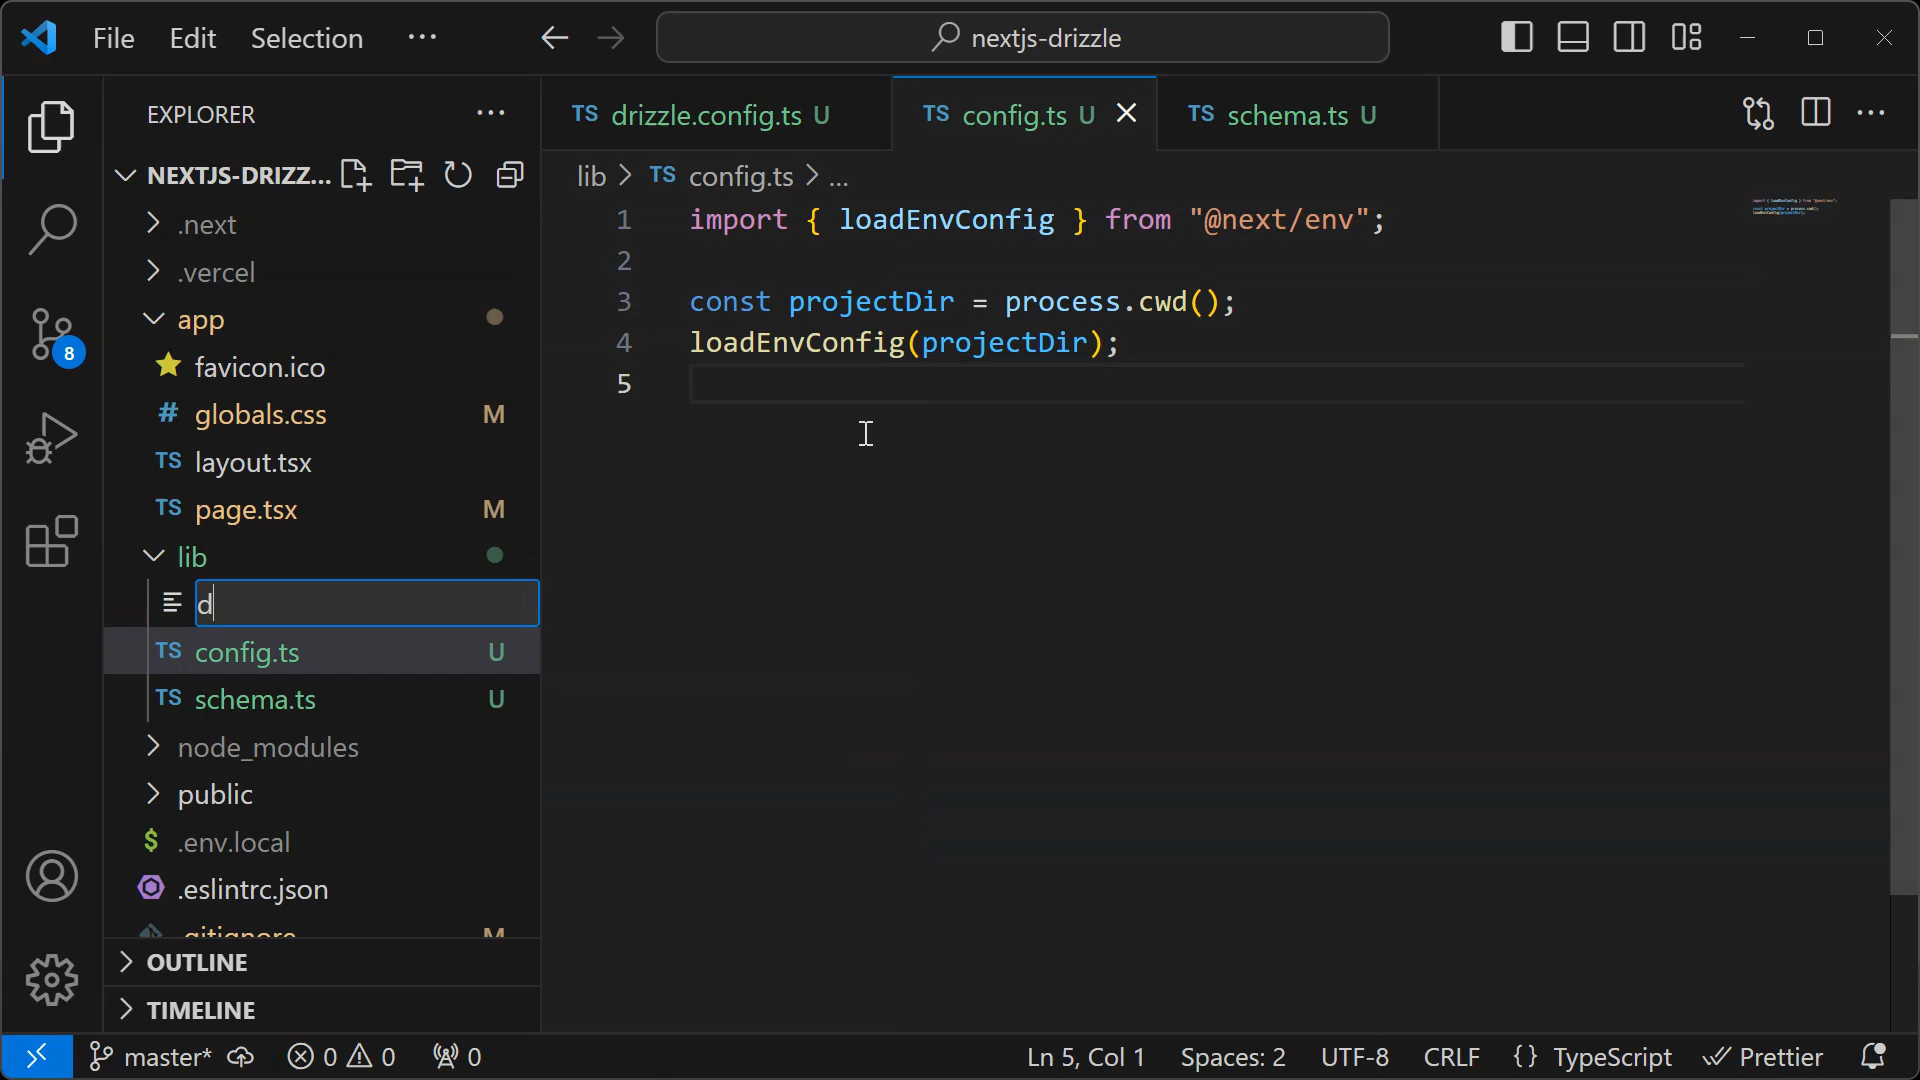 File Edit Selection ···
nextjs-drizzle
EXPLORER ···
NEXTJS-DRIZZ...
.next
.vercel
app
favicon.ico
# globals.css M
TS layout.tsx
TS page.tsx M
lib
d
TS config.ts U
TS schema.ts U
node_modules
public
$ .env.local
.eslintrc.json
.gitignore M
OUTLINE
TIMELINE
TS drizzle.config.ts U
TS config.ts U
TS schema.ts U
lib > TS config.ts > ...
1 import { loadEnvConfig } from "@next/env";
2
3 const projectDir = process.cwd();
4 loadEnvConfig(projectDir);
5
8
master* 0 0 0
Ln 5, Col 1 Spaces: 2 UTF-8 CRLF {} TypeScript Prettier